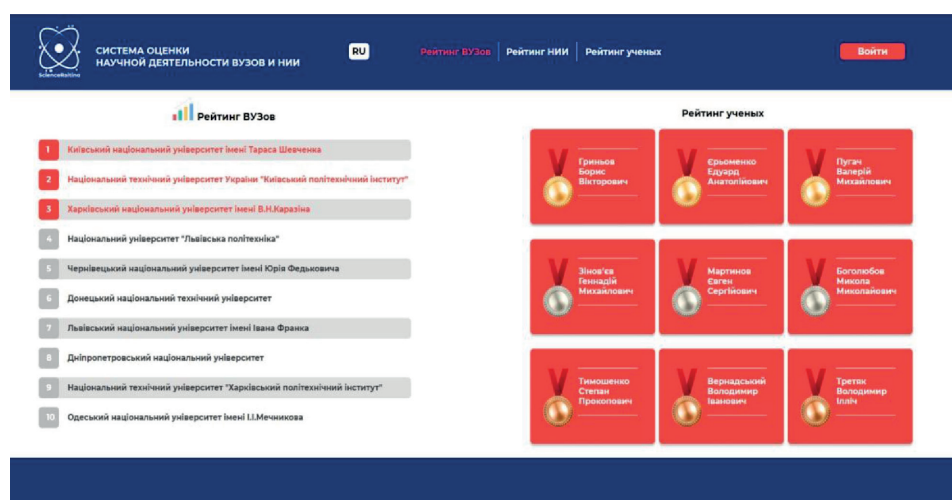 ScienceRaiting
СИСТЕМА ОЦЕНКИ
НАУЧНОЙ ДЕЯТЕЛЬНОСТИ ВУЗОВ И НИИ
RU
Рейтинг ВУЗов
Рейтинг НИИ
Рейтинг ученых
Войти
Рейтинг ВУЗов
1 Київський національний університет імені Тараса Шевченка
2 Національний технічний університет України "Київський політехнічний інститут"
3 Харківський національний університет імені В.Н.Каразіна
4 Національний університет "Львівська політехніка"
5 Чернівецький національний університет імені Юрія Федьковича
6 Донецький національний технічний університет
7 Львівський національний університет імені Івана Франка
8 Дніпропетровський національний університет
9 Національний технічний університет "Харківський політехнічний інститут"
10 Одеський національний університет імені І.І.Мечникова
Рейтинг ученых
Гриньов
Борис
Вікторович
Єрьоменко
Едуард
Анатолійович
Пугач
Валерій
Михайлович
Зінов'єв
Геннадій
Михайлович
Мартинов
Євген
Сергійович
Боголюбов
Микола
Миколайович
Тимошенко
Степан
Прокопович
Вернадський
Володимир
Іванович
Третяк
Володимир
Ілліч